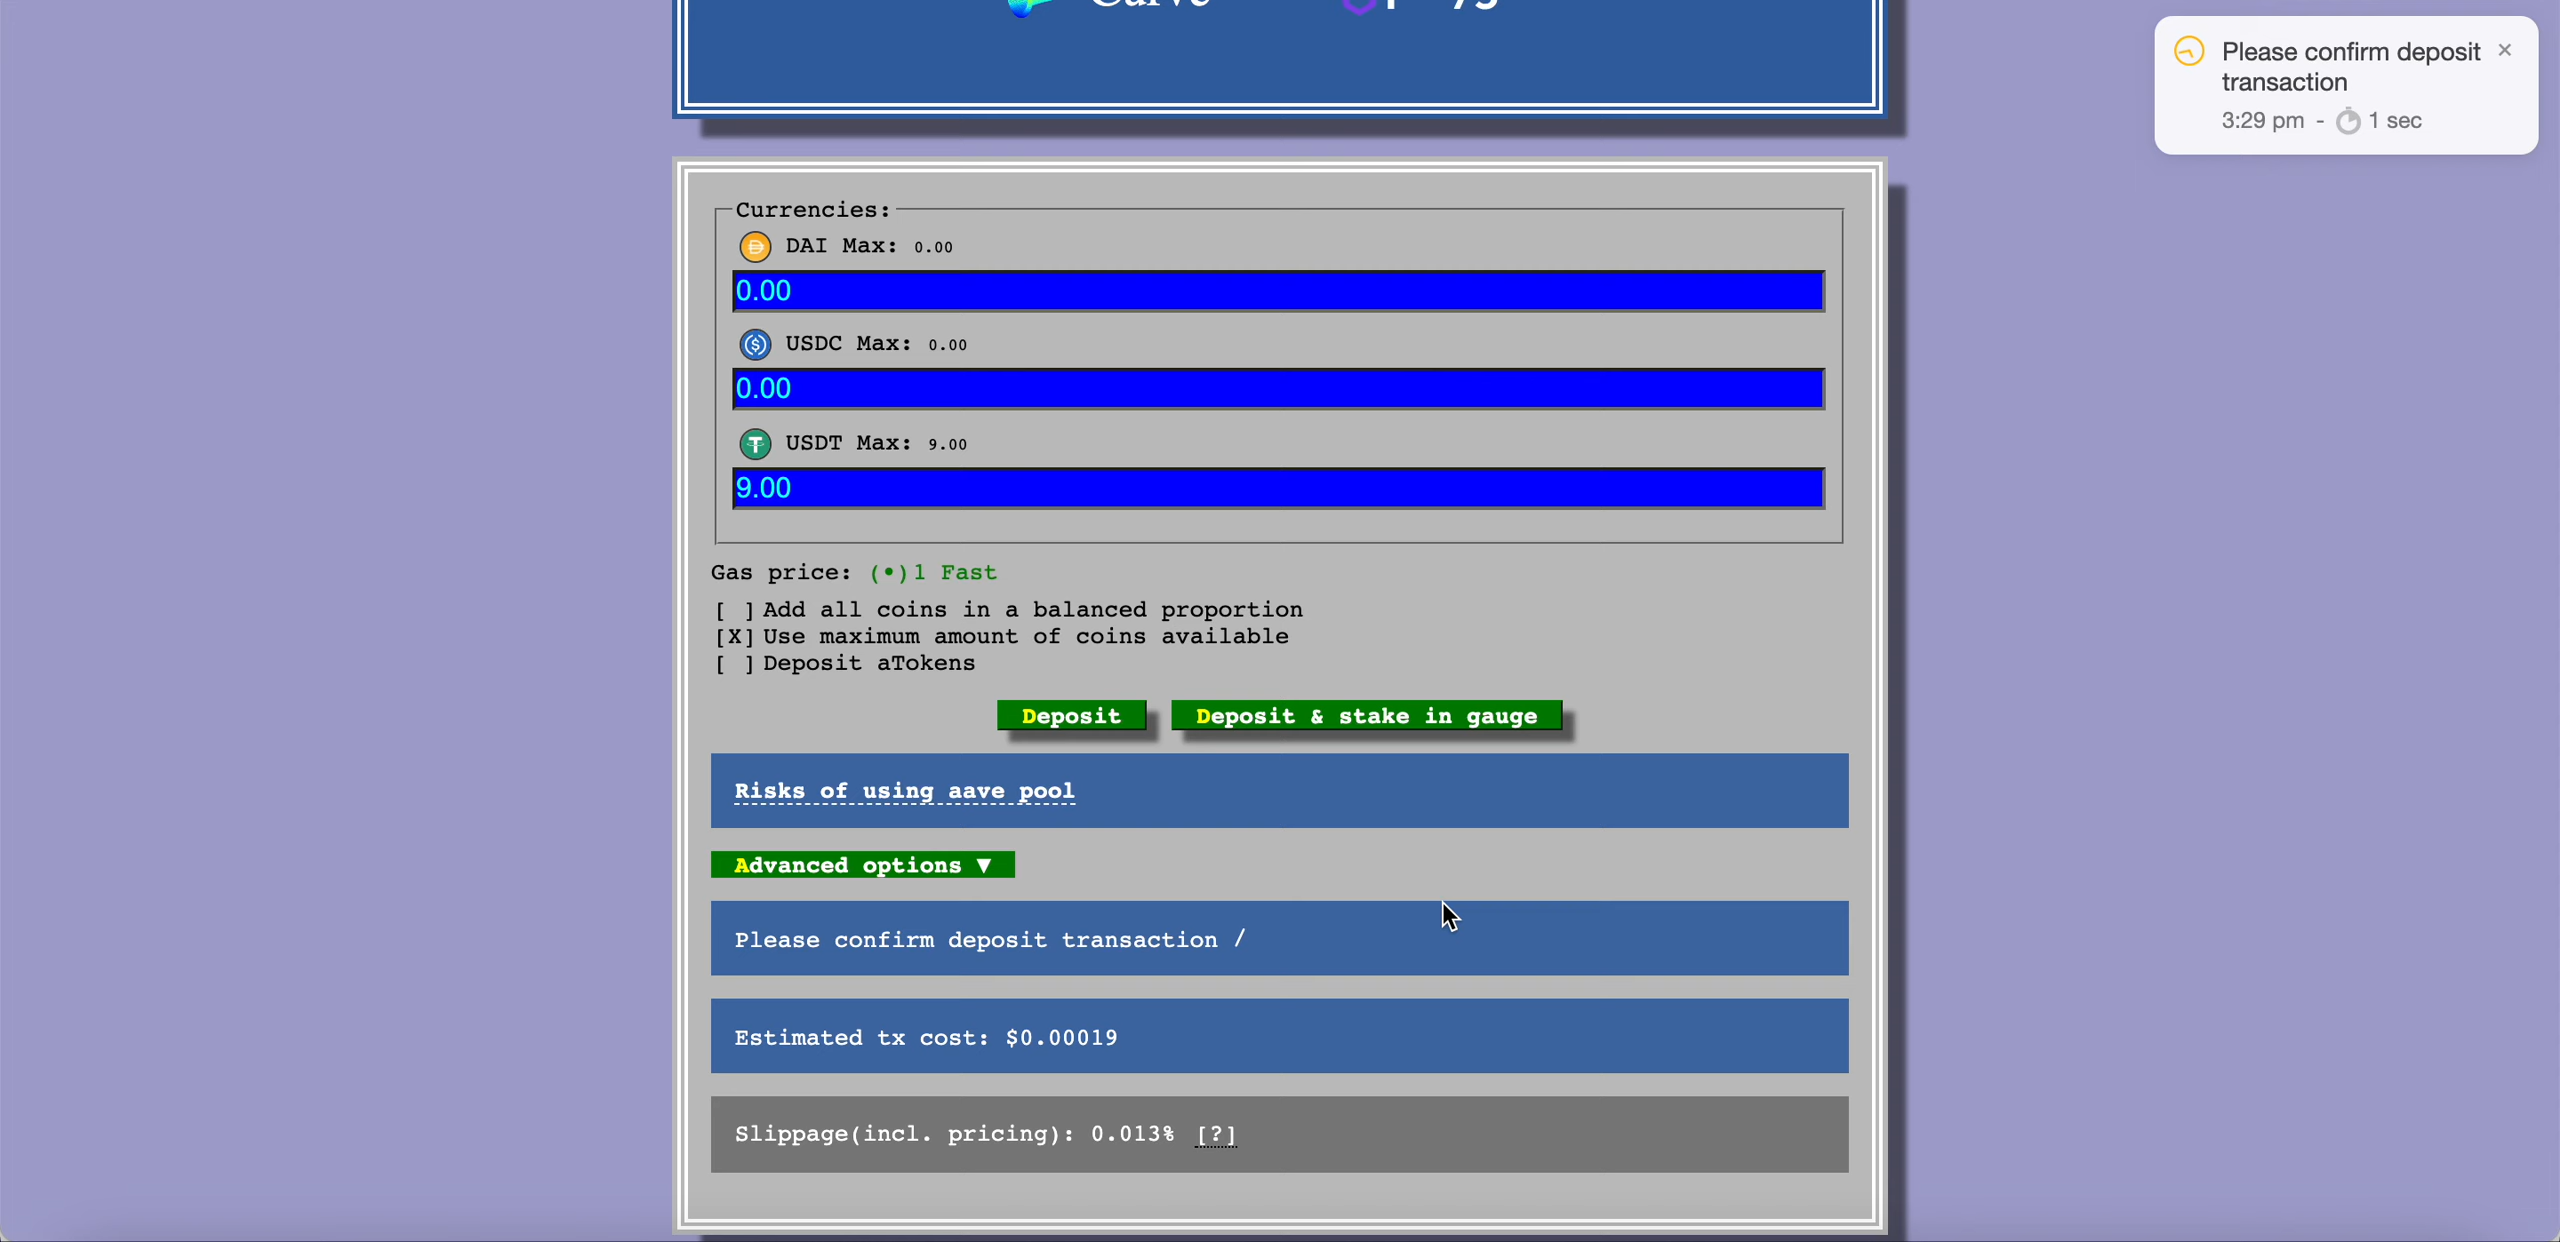 Curve
Please confirm deposit
transaction
3:29 pm - 1 sec
Currencies:
DAI Max: 0.00
0.00
USDC Max: 0.00
0.00
USDT Max: 9.00
9.00
Gas price: (•)1 Fast
[ ]Add all coins in a balanced proportion
[X]Use maximum amount of coins available
[ ]Deposit aTokens
Deposit Deposit & stake in gauge
Risks of using aave pool
Advanced options ▼
Please confirm deposit transaction /
Estimated tx cost: $0.00019
Slippage(incl. pricing): 0.013% [?]